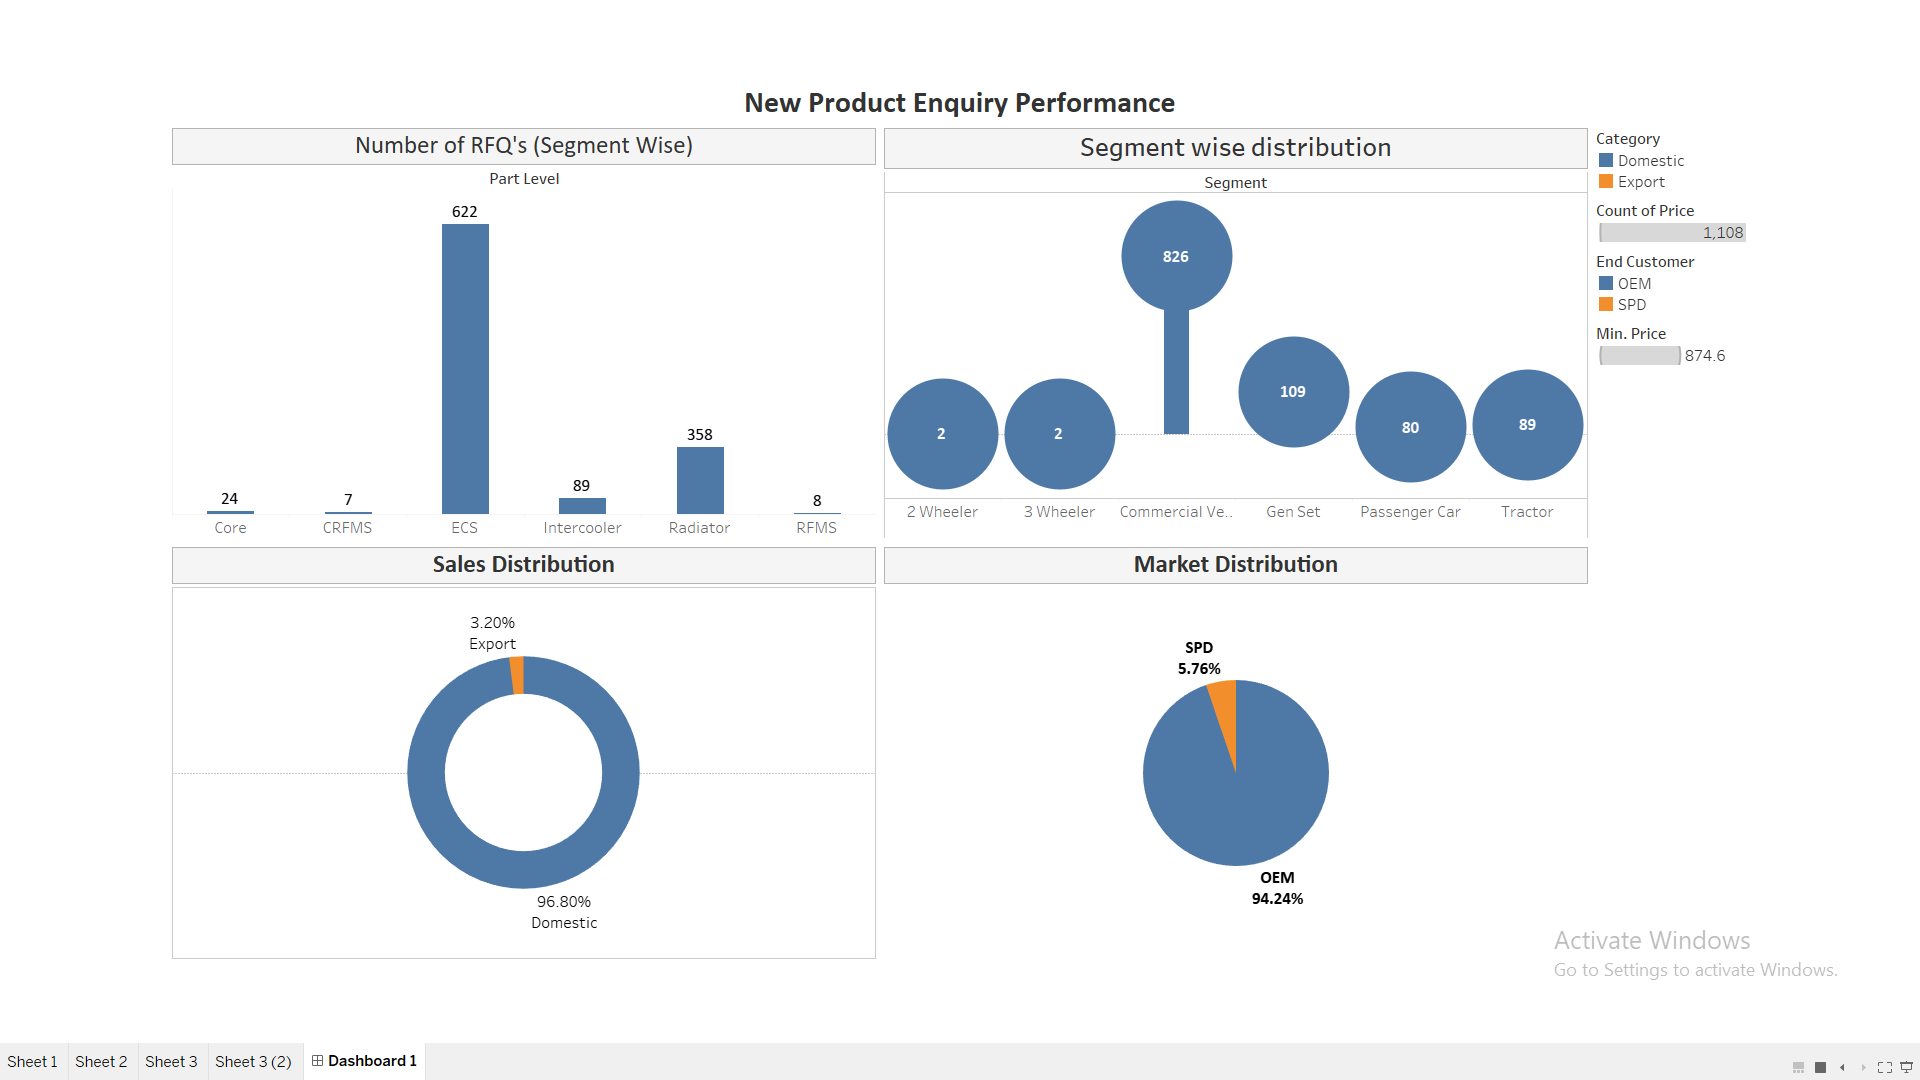 New Product Enquiry Performance
Number of RFQ's (Segment Wise)
Part Level
622
358
89
24
7
8
Core CRFMS ECS Intercooler Radiator RFMS
Segment wise distribution
Segment
826
109
2 2 80 89
2 Wheeler 3 Wheeler Commercial Ve.. Gen Set Passenger Car Tractor
Category
Domestic
Export
Count of Price
1,108
End Customer
OEM
SPD
Min. Price
874.6
Sales Distribution
3.20%
Export
96.80%
Domestic
Market Distribution
SPD
5.76%
OEM
94.24%
Activate Windows
Go to Settings to activate Windows.
Sheet 1 Sheet 2 Sheet 3 Sheet 3 (2) Dashboard 1